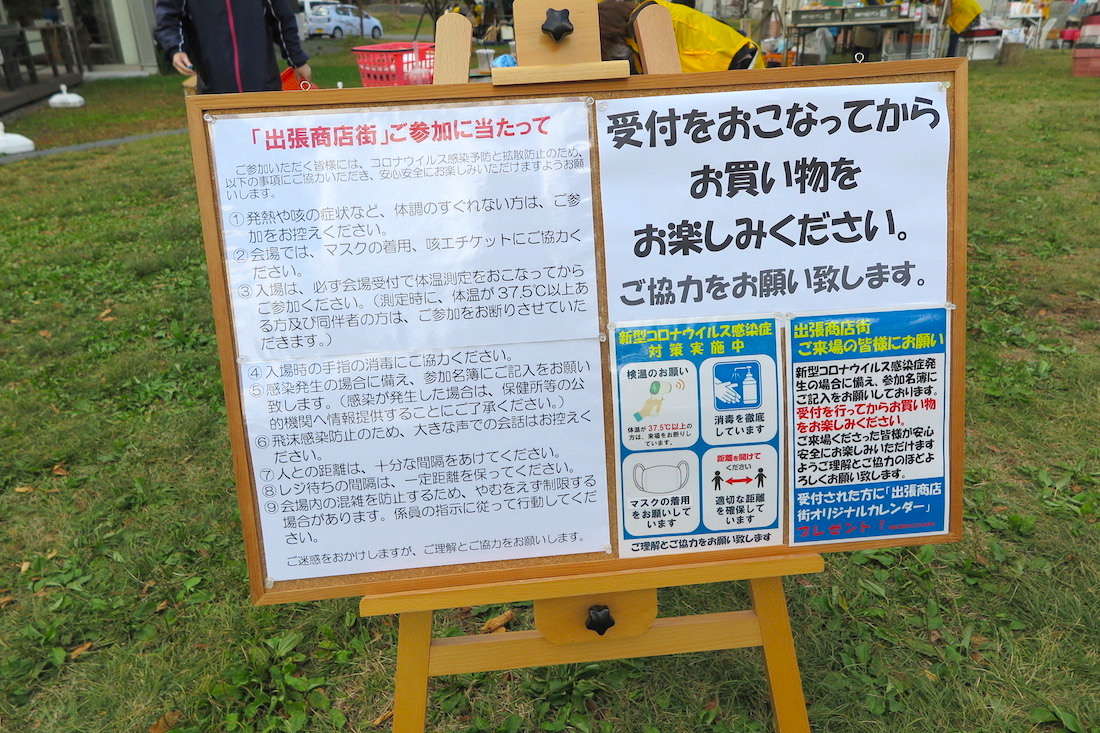 「出張商店街」ご参加に当たって
ご参加いただく皆様には、コロナウイルス感染予防と拡散防止のため、
以下の事項にご協力いただき、安心安全にお楽しみいただけますようお願
いします。
①発熱や咳の症状など、体調のすぐれない方は、ご参
加をお控えください。
②会場では、マスクの着用、咳エチケットにご協力く
ださい。
③入場は、必ず会場受付で体温測定をおこなってから
ご参加ください。（測定時に、体温が37.5℃以上あ
る方及び同伴者の方は、ご参加をお断りさせていた
だきます。）
④入場時の手指の消毒にご協力ください。
⑤感染発生の場合に備え、参加名簿にご記入をお願い
致します。（感染が発生した場合は、保健所等の公
的機関へ情報提供することにご了承ください。）
⑥飛沫感染防止のため、大きな声での会話はお控えく
ださい。
⑦人との距離は、十分な間隔をあけてください。
⑧レジ待ちの間隔は、一定距離を保ってください。
⑨会場内の混雑を防止するため、やむをえず制限する
場合があります。係員の指示に従って行動してくだ
さい。
ご迷惑をおかけしますが、ご理解とご協力をお願いします。
受付をおこなってから
お買い物を
お楽しみください。
ご協力をお願い致します。
新型コロナウイルス感染症
対策実施中
検温のお願い
体温が37.5℃以上の
方は、来場をお断りし
ています。
消毒を徹底
しています
マスクの着用
をお願いして
います
距離を開けて
ください
適切な距離
を確保して
います
ご理解とご協力をお願い致します
出張商店街
ご来場の皆様にお願い
新型コロナウイルス感染症発
生の場合に備え、参加名簿に
ご記入をお願いしております。
受付を行ってからお買い物
をお楽しみください。
ご来場くださった皆様が安心
安全にお楽しみいただけます
ようご理解とご協力のほどよ
ろしくお願い致します。
受付された方に「出張商店
街オリジナルカレンダー」
プレゼント！